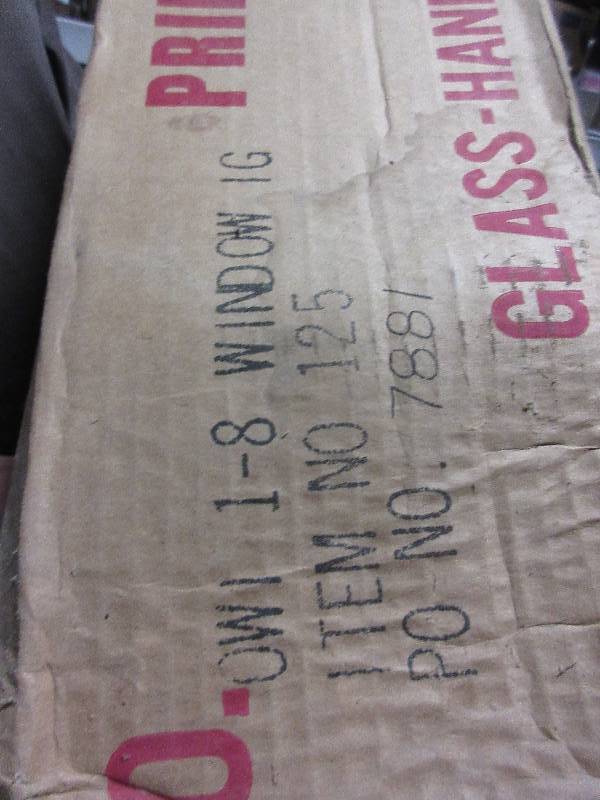 O. PRI
OWI 1-8 WINDOW IG
ITEM NO 125
PO NO. 7881
GLASS-HAN